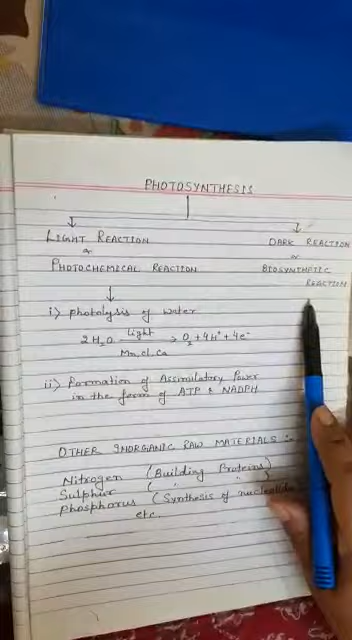 PHOTOSYNTHESIS
LIGHT REACTION
or
PHOTOCHEMICAL REACTION
DARK REACTION
or
BIOSYNTHETIC
REACTION
i) photolysis of water
2H₂O light → O₂ + 4H⁺ + 4e⁻
Mn, Cl, Ca
ii) Formation of Assimilatory Power
in the form of ATP & NADPH
OTHER INORGANIC RAW MATERIALS :-
Nitrogen (Building Proteins)
Sulphur ( " " )
Phosphorus (Synthesis of
etc.